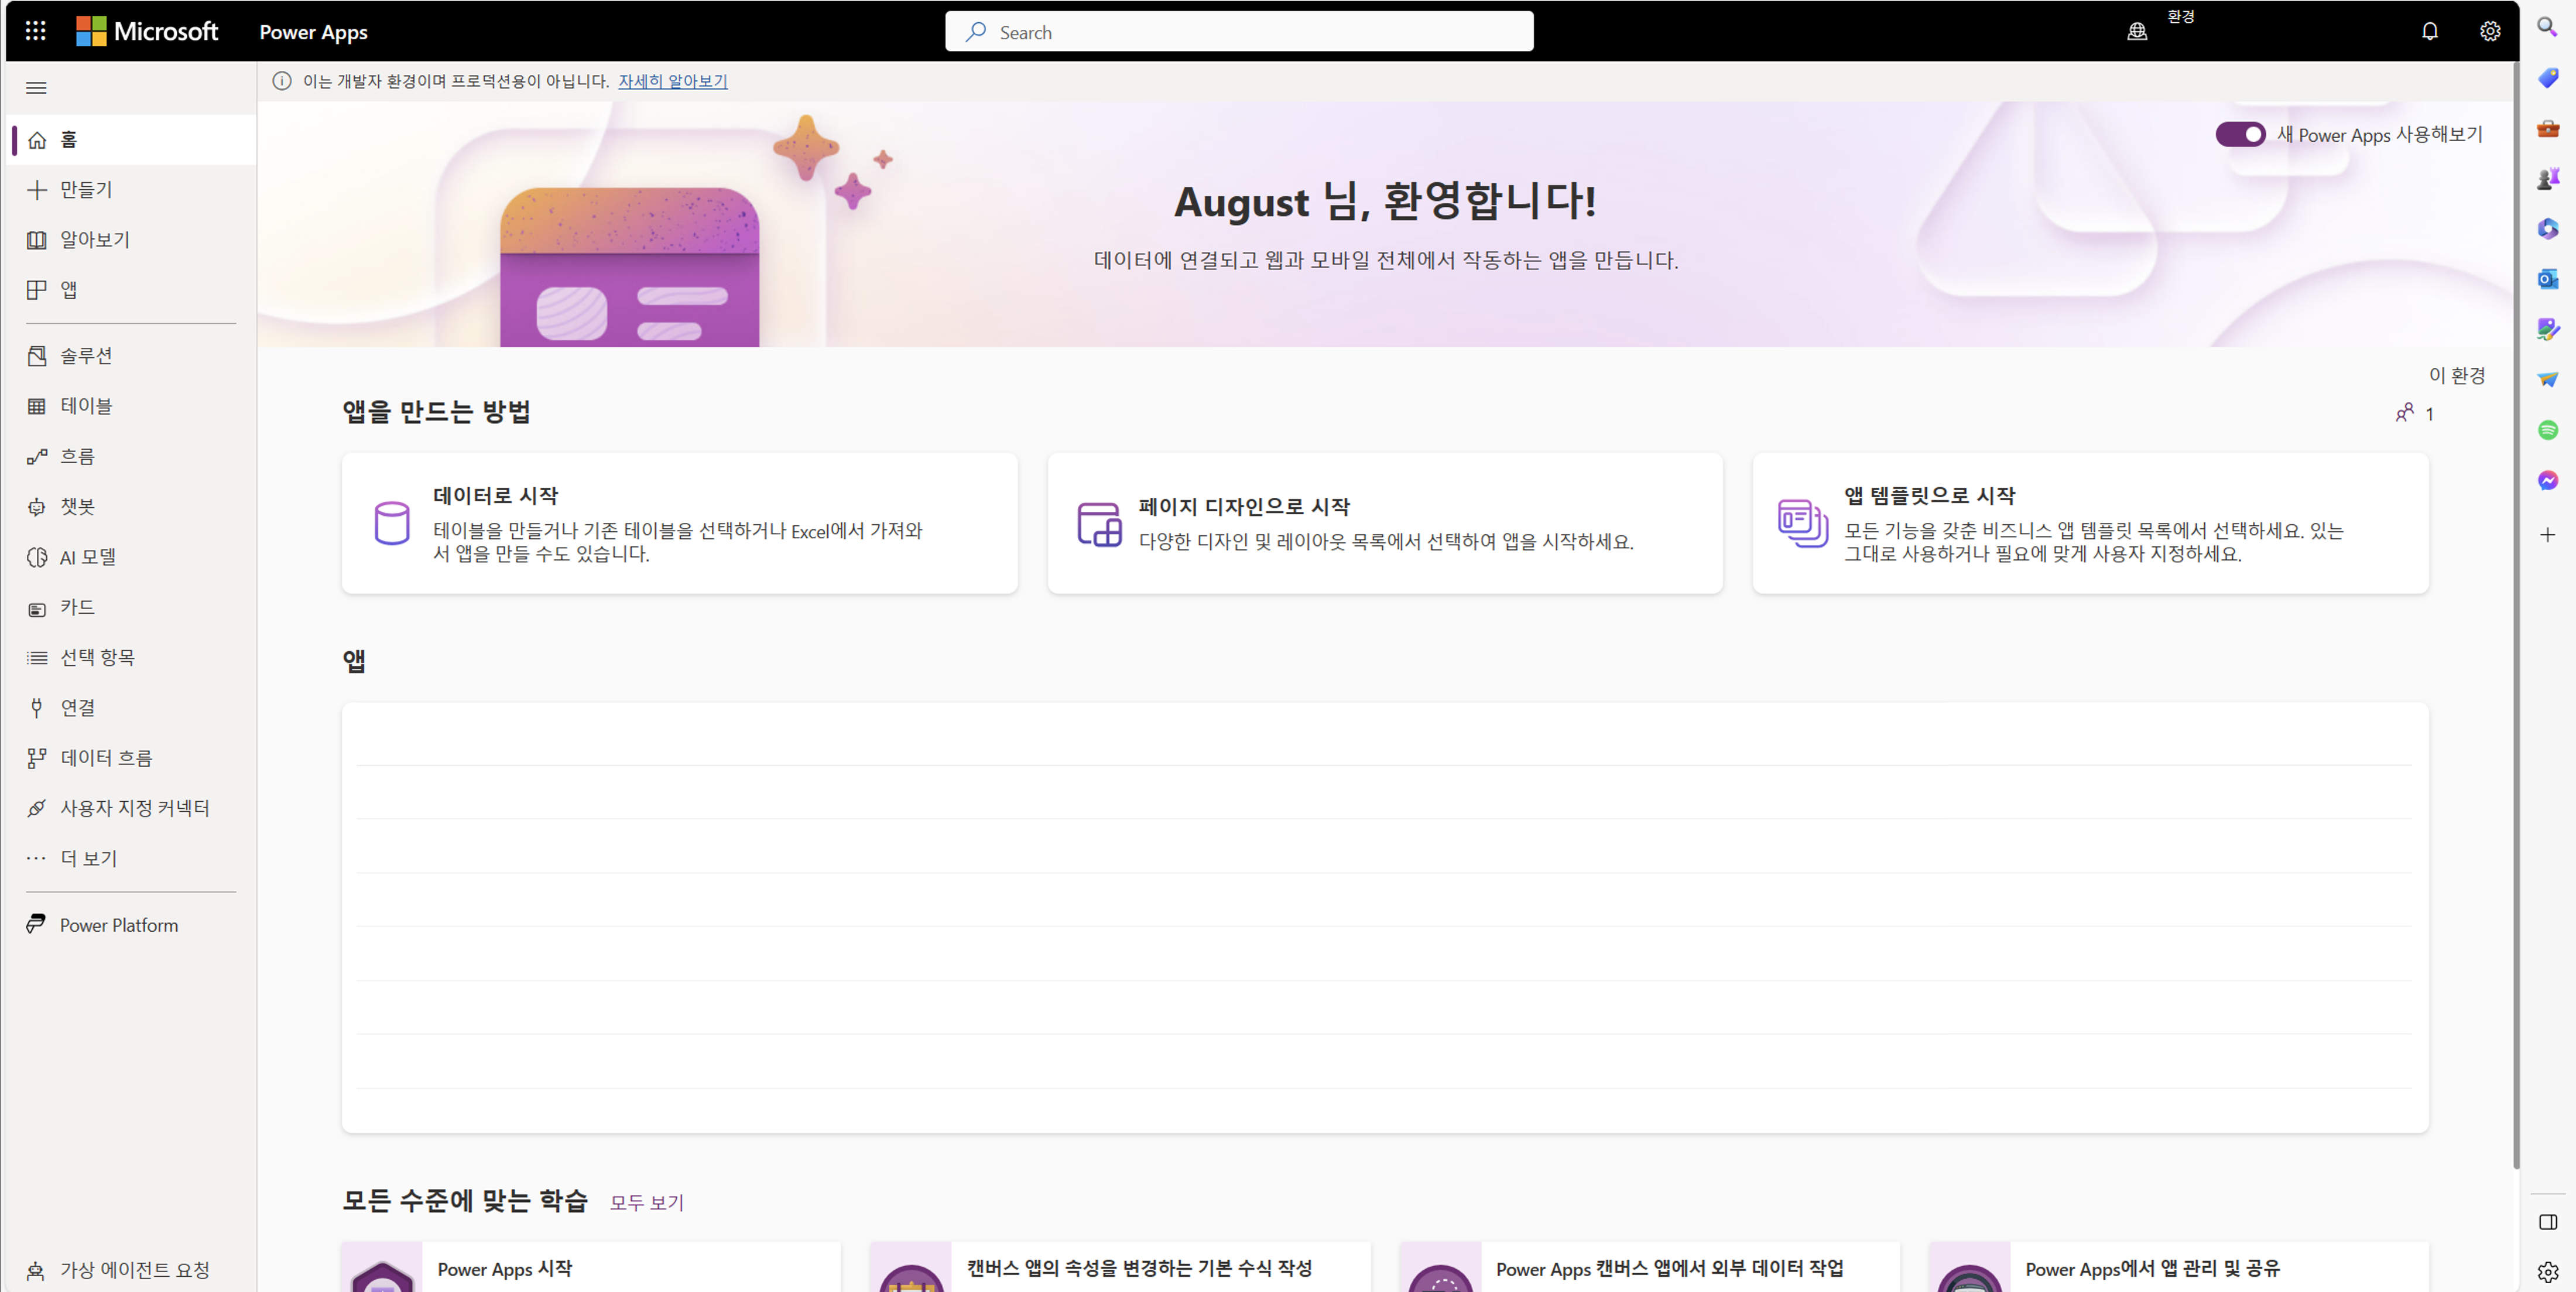 Microsoft
Power Apps
Search
환경
이는 개발자 환경이며 프로덕션용이 아닙니다. 자세히 알아보기
홈
만들기
알아보기
앱
솔루션
테이블
흐름
챗봇
AI 모델
카드
선택 항목
연결
데이터 흐름
사용자 지정 커넥터
더 보기
Power Platform
가상 에이전트 요청
새 Power Apps 사용해보기
August 님, 환영합니다!
데이터에 연결되고 웹과 모바일 전체에서 작동하는 앱을 만듭니다.
이 환경
1
앱을 만드는 방법
데이터로 시작
테이블을 만들거나 기존 테이블을 선택하거나 Excel에서 가져와
서 앱을 만들 수도 있습니다.
페이지 디자인으로 시작
다양한 디자인 및 레이아웃 목록에서 선택하여 앱을 시작하세요.
앱 템플릿으로 시작
모든 기능을 갖춘 비즈니스 앱 템플릿 목록에서 선택하세요. 있는
그대로 사용하거나 필요에 맞게 사용자 지정하세요.
앱
모든 수준에 맞는 학습 모두 보기
Power Apps 시작
캔버스 앱의 속성을 변경하는 기본 수식 작성
Power Apps 캔버스 앱에서 외부 데이터 작업
Power Apps에서 앱 관리 및 공유